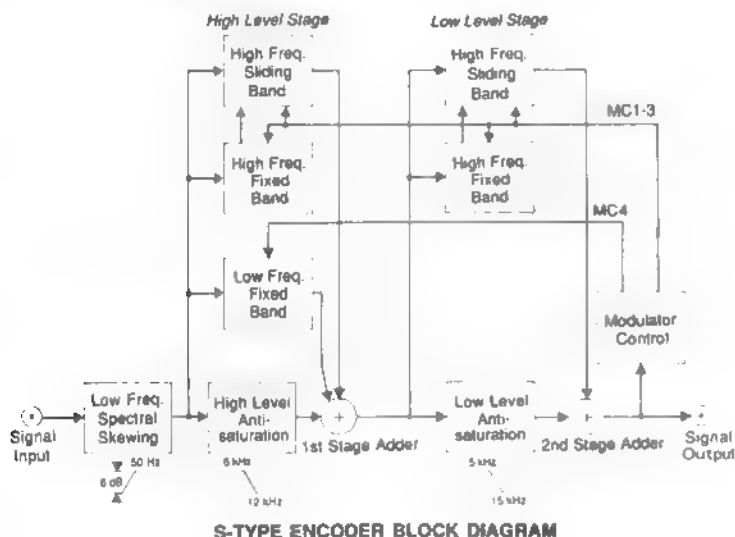 High Level Stage
Low Level Stage
High Freq.
Sliding
Band
High Freq.
Sliding
Band
MC1-3
High Freq.
Fixed
Band
High Freq.
Fixed
Band
MC4
Low Freq.
Fixed
Band
Modulator
Control
Low Freq.
Spectral
Skewing
High Level
Anti-
saturation
+
Low Level
Anti-
saturation
+
Signal
Input
1st Stage Adder
2nd Stage Adder
Signal
Output
6 dB
50 Hz
6 kHz
12 kHz
5 kHz
15 kHz
S-TYPE ENCODER BLOCK DIAGRAM